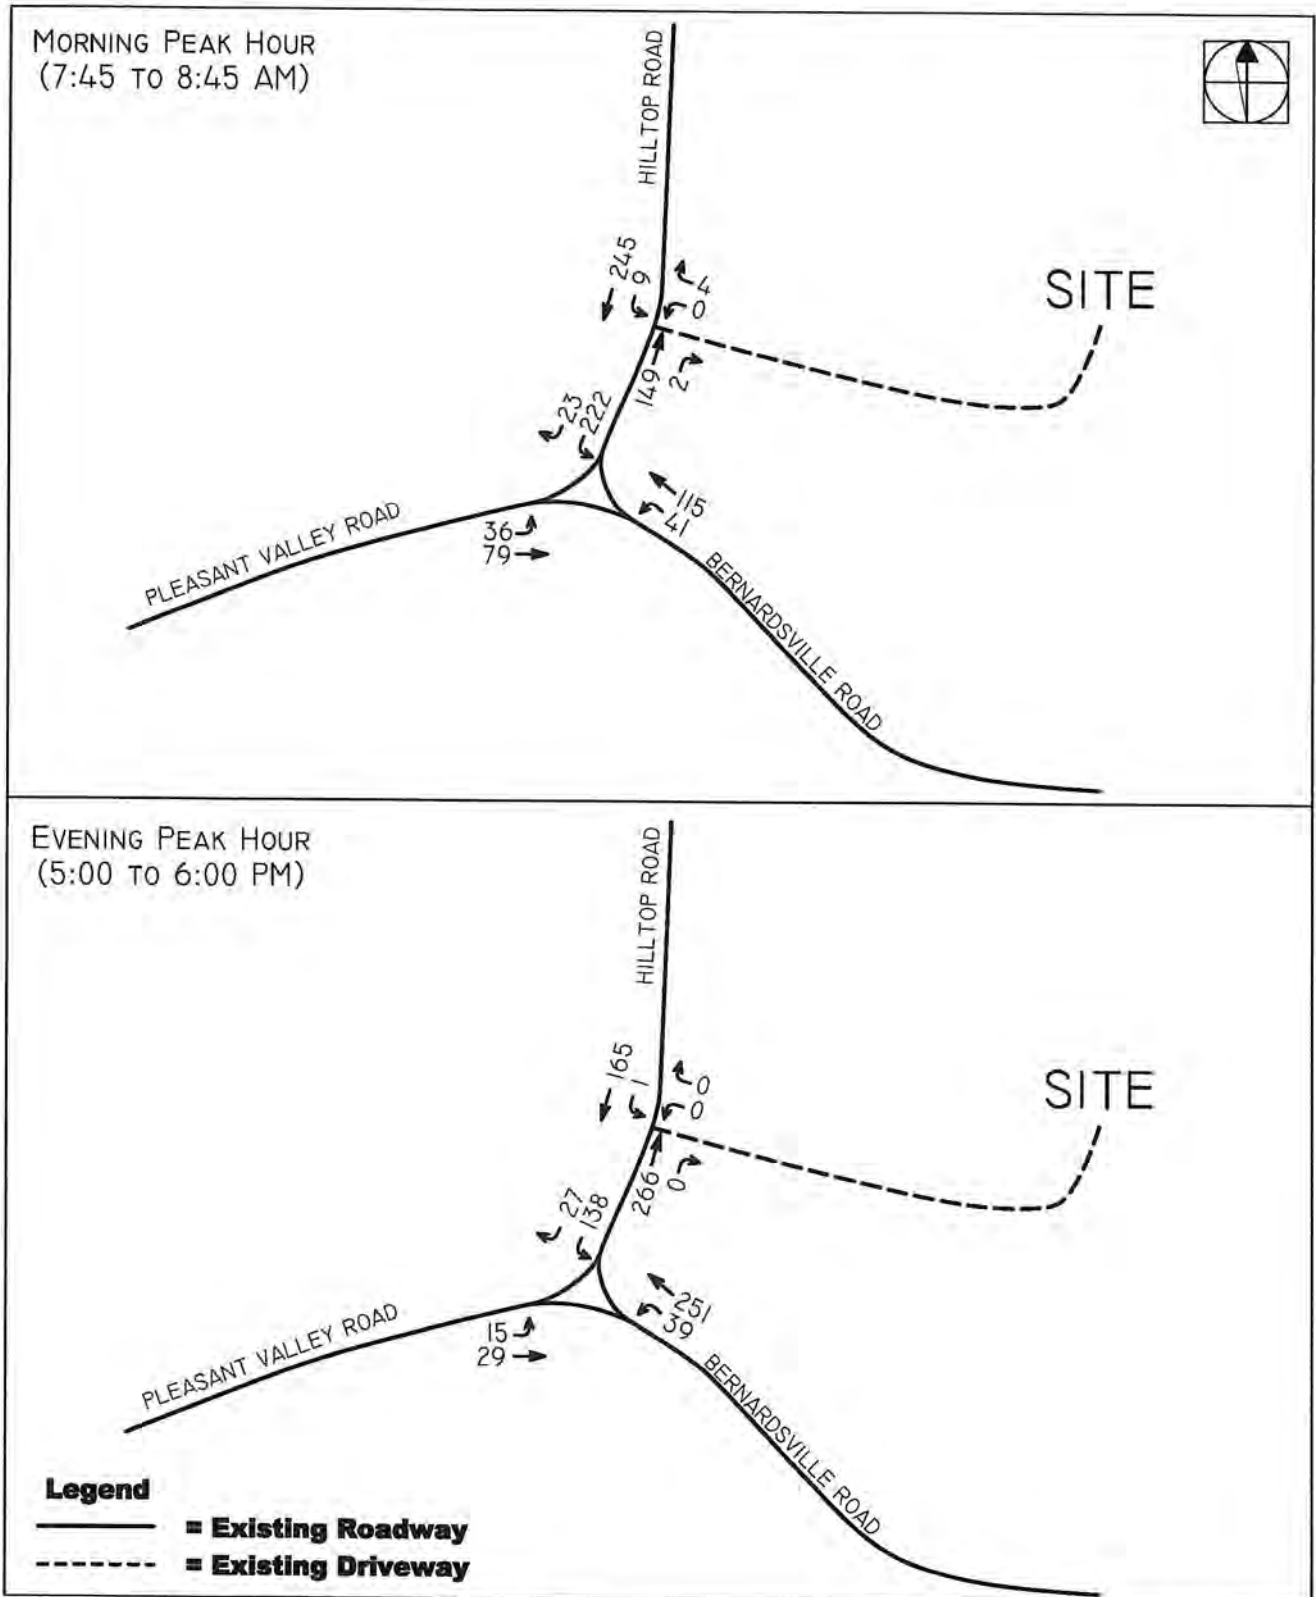 MORNING PEAK HOUR
(7:45 TO 8:45 AM)
HILLTOP ROAD
245
9
4
0
SITE
149
2
23
222
115
41
PLEASANT VALLEY ROAD
36
79
BERNARDSVILLE ROAD
EVENING PEAK HOUR
(5:00 TO 6:00 PM)
HILLTOP ROAD
165
1
0
0
SITE
266
0
27
138
251
39
PLEASANT VALLEY ROAD
15
29
BERNARDSVILLE ROAD
Legend
= Existing Roadway
= Existing Driveway